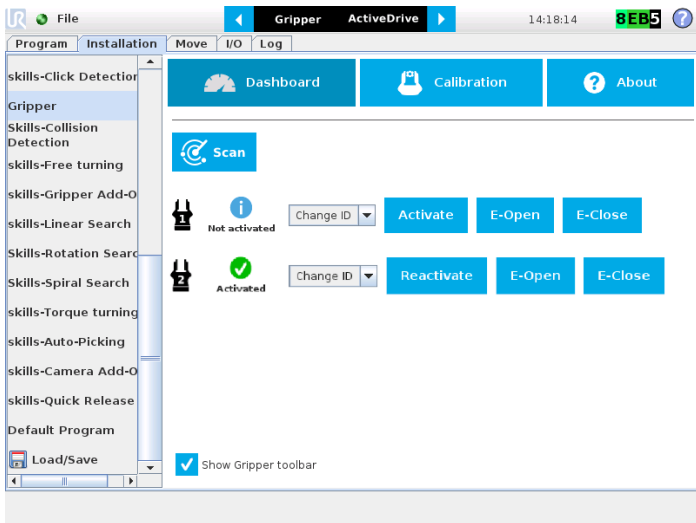 UR File Gripper ActiveDrive 14:18:14 8EB5 ?
Program Installation Move I/O Log
skills-Click Detection
Gripper
Skills-Collision
Detection
skills-Free turning
skills-Gripper Add-O
skills-Linear Search
Skills-Rotation Searc
Skills-Spiral Search
skills-Torque turning
skills-Auto-Picking
skills-Camera Add-O
skills-Quick Release
Default Program
Load/Save
Dashboard Calibration ? About
Scan
1 i Not activated Change ID Activate E-Open E-Close
2 Activated Change ID Reactivate E-Open E-Close
Show Gripper toolbar